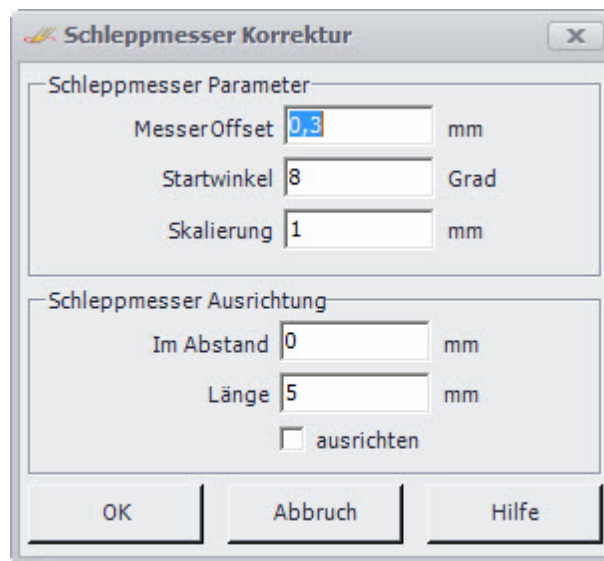 Schleppmesser Korrektur
Schleppmesser Parameter
MesserOffset 0,3 mm
Startwinkel 8 Grad
Skalierung 1 mm
Schleppmesser Ausrichtung
Im Abstand 0 mm
Länge 5 mm
ausrichten
OK Abbruch Hilfe